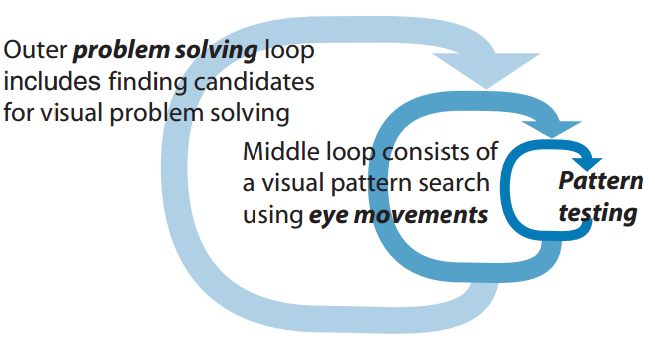 Outer problem solving loop
includes finding candidates
for visual problem solving
Middle loop consists of
a visual pattern search
using eye movements
Pattern
testing